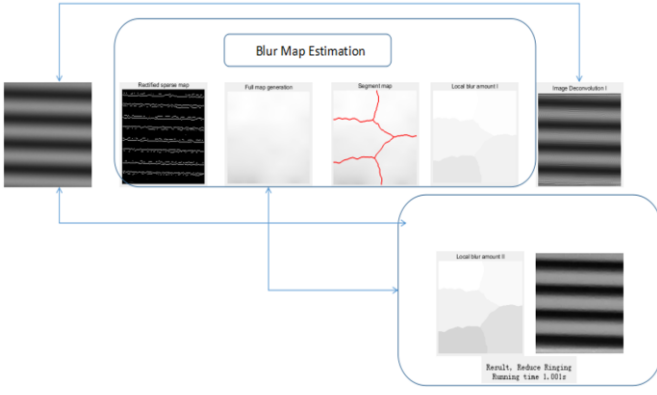 Blur Map Estimation
Rectified sparse map
Full map generation
Segment map
Local blur amount I
Image Deconvolution I
Local blur amount II
Result, Reduce Ringing
Running time 1.001s